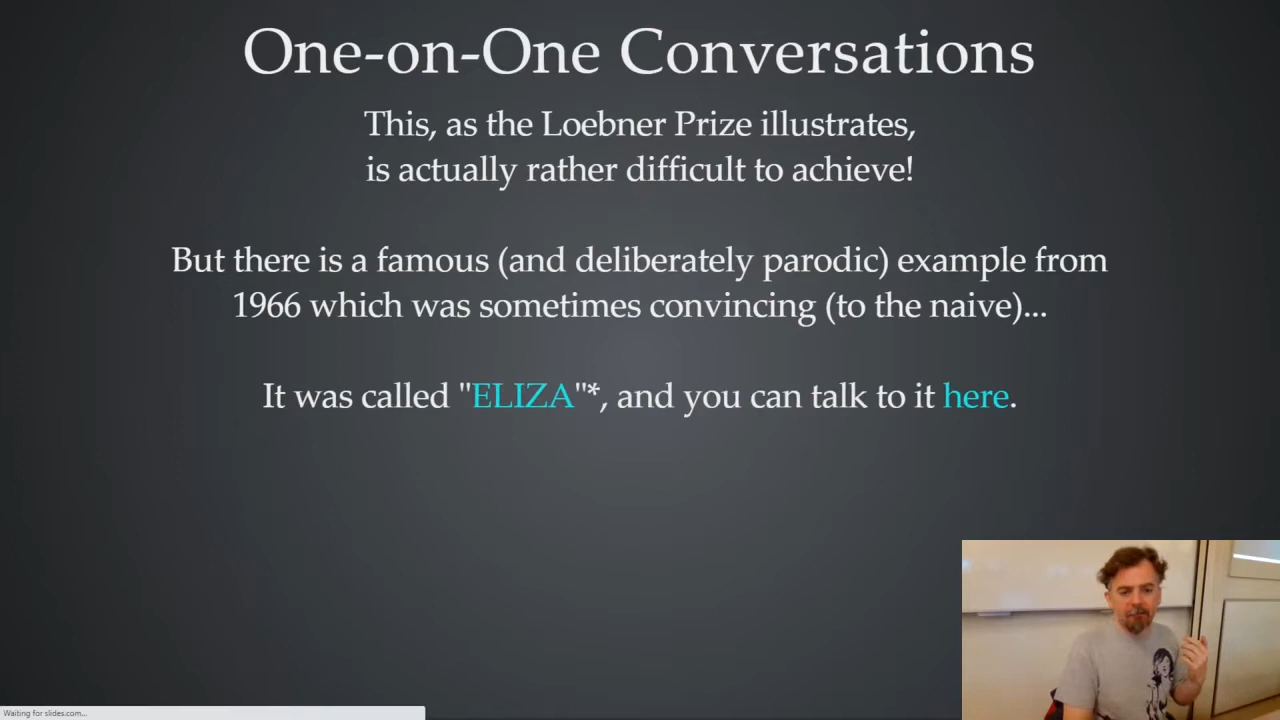 One-on-One Conversations
This, as the Loebner Prize illustrates,
is actually rather difficult to achieve!
But there is a famous (and deliberately parodic) example from
1966 which was sometimes convincing (to the naive)...
It was called "ELIZA"*, and you can talk to it here.
Waiting for slides.com...